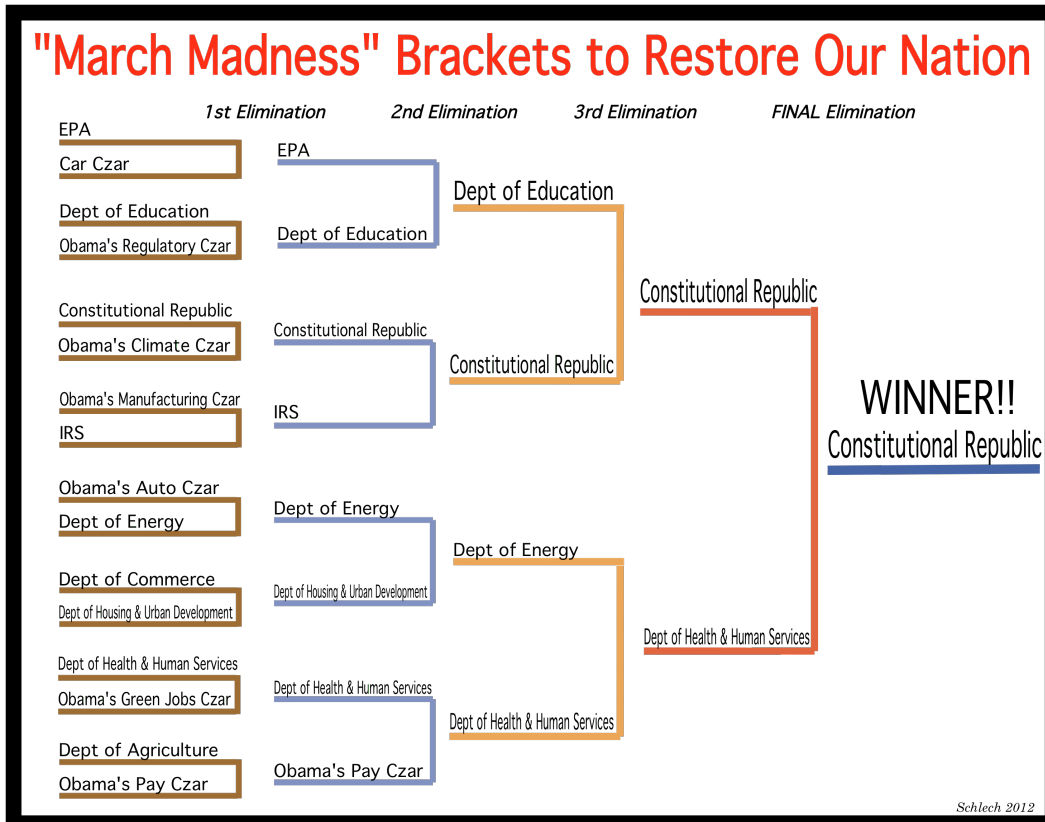 "March Madness" Brackets to Restore Our Nation
1st Elimination
2nd Elimination
3rd Elimination
FINAL Elimination
EPA
Car Czar
Dept of Education
Obama's Regulatory Czar
Constitutional Republic
Obama's Climate Czar
Obama's Manufacturing Czar
IRS
Obama's Auto Czar
Dept of Energy
Dept of Commerce
Dept of Housing & Urban Development
Dept of Health & Human Services
Obama's Green Jobs Czar
Dept of Agriculture
Obama's Pay Czar
EPA
Dept of Education
Constitutional Republic
IRS
Dept of Energy
Dept of Housing & Urban Development
Dept of Health & Human Services
Obama's Pay Czar
Dept of Education
Constitutional Republic
Dept of Energy
Dept of Health & Human Services
Constitutional Republic
Dept of Health & Human Services
WINNER!!
Constitutional Republic
Schlech 2012